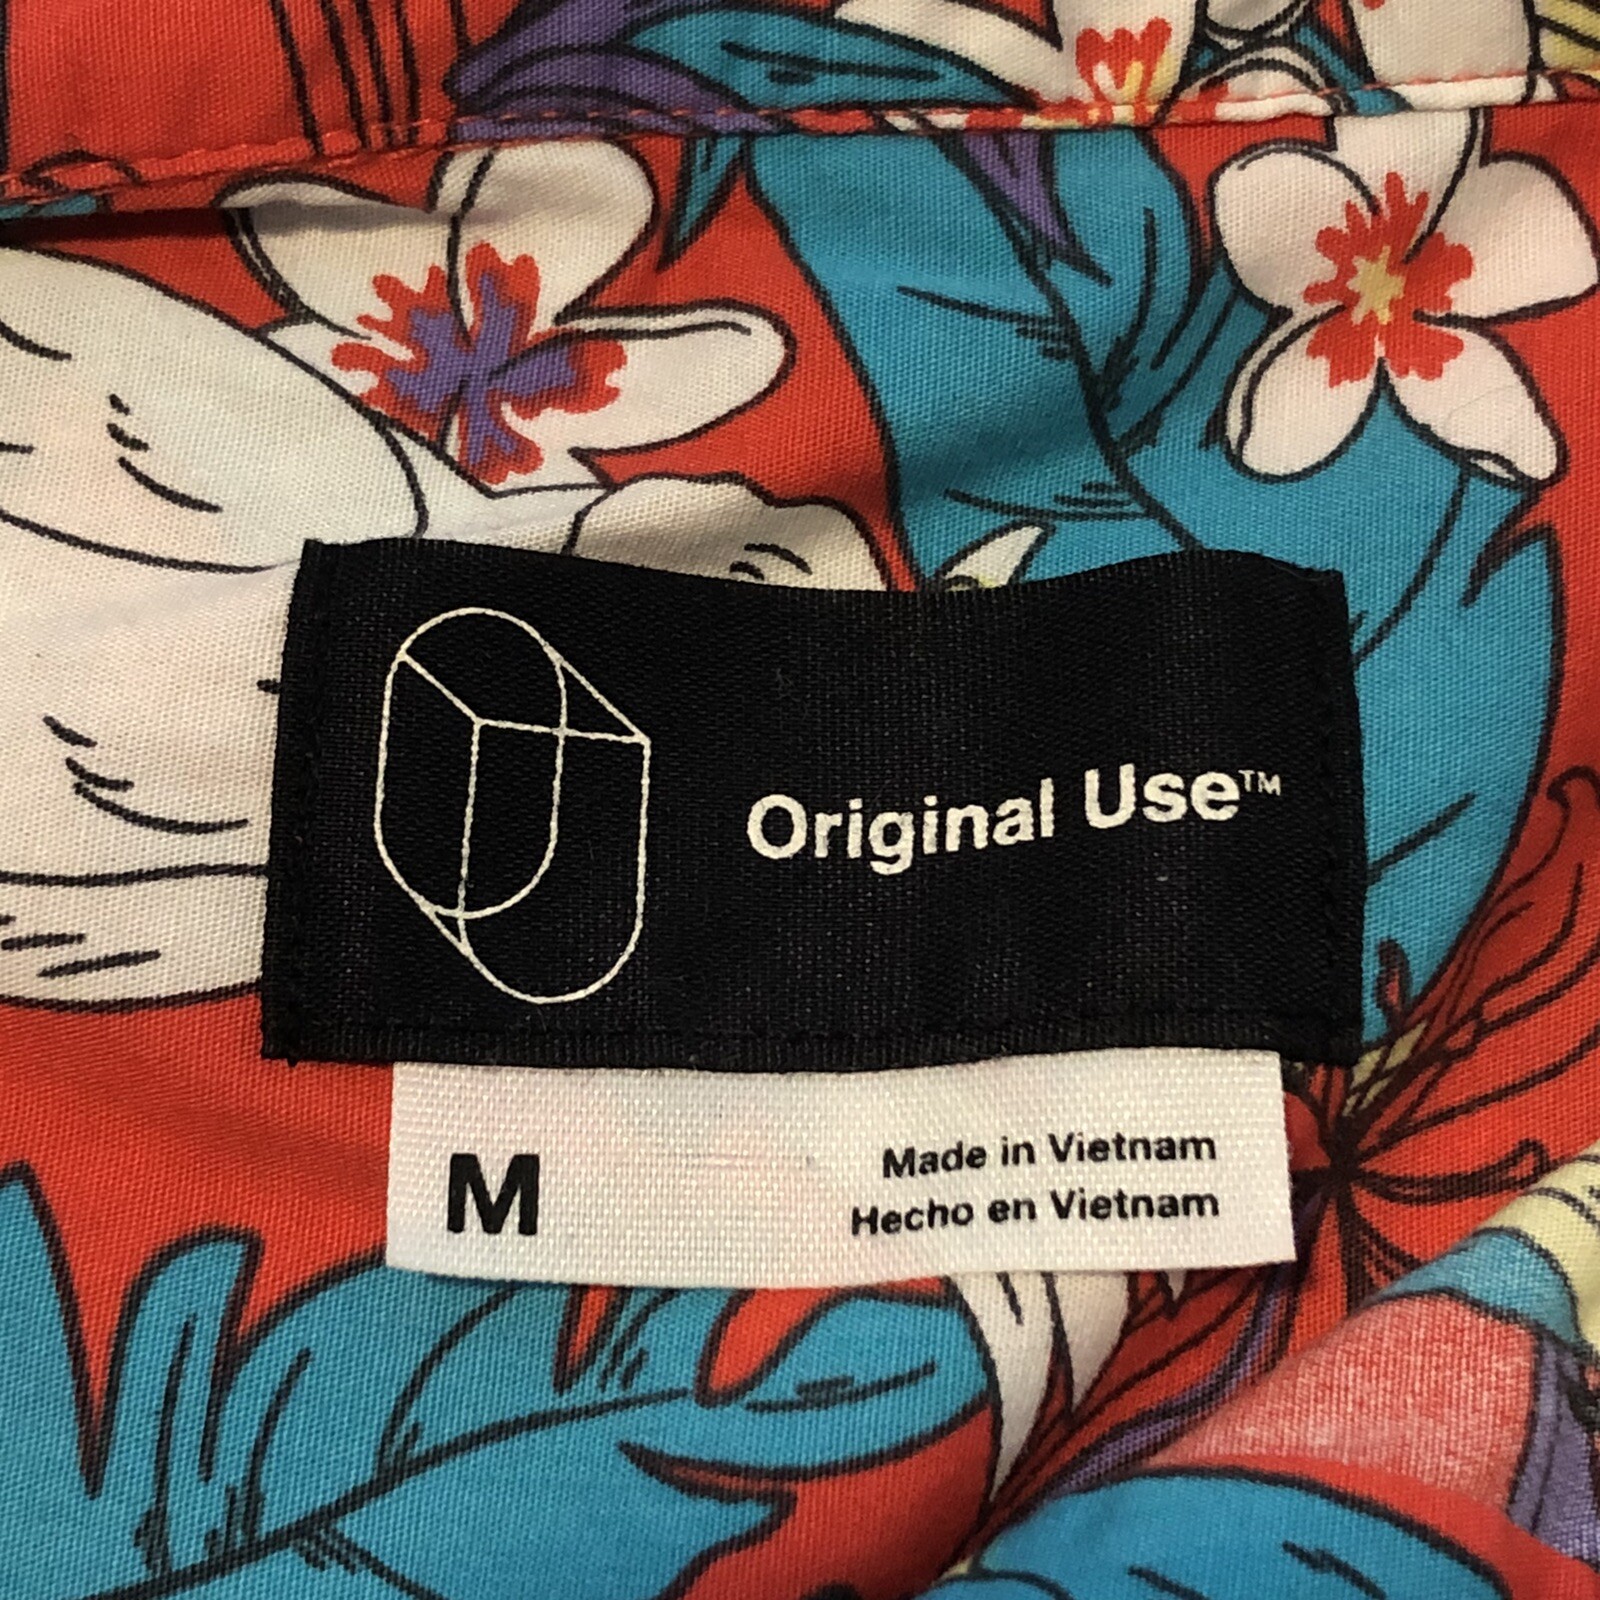 Original Use™
M
Made in Vietnam
Hecho en Vietnam